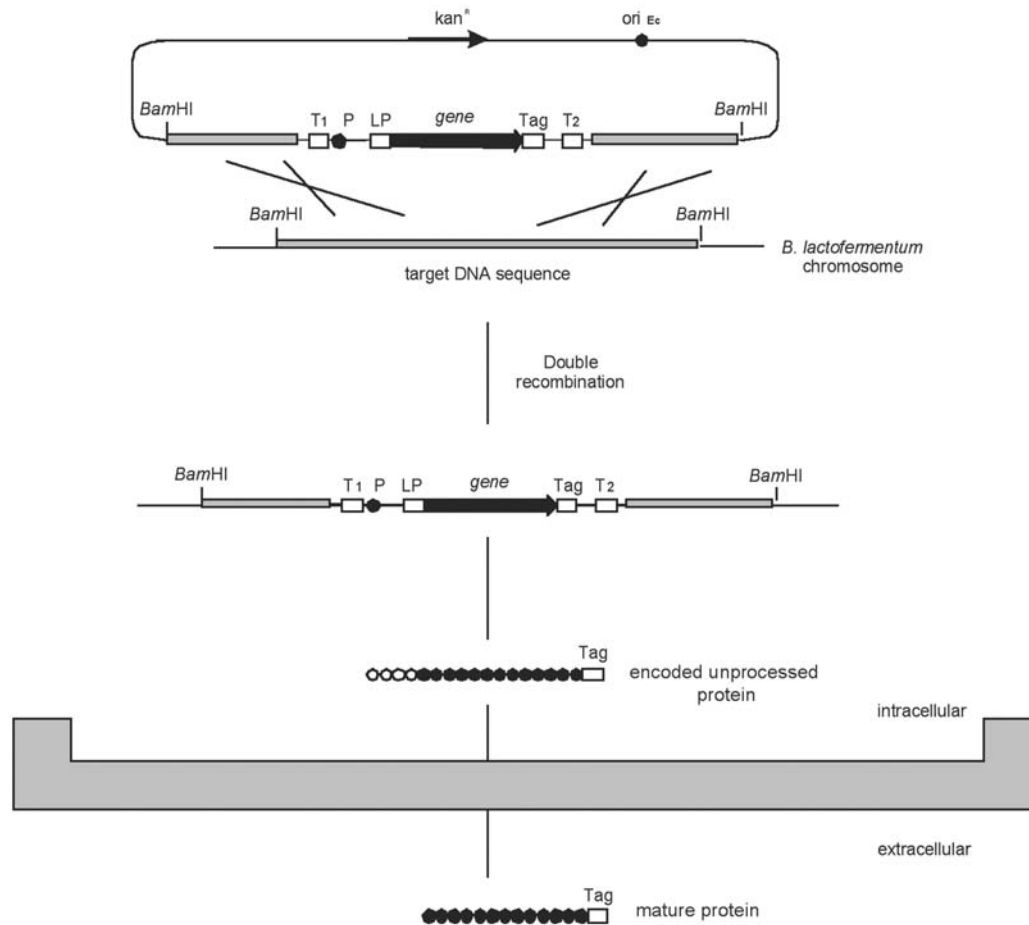 kanR ori Ec
BamHI T1 P LP gene Tag T2 BamHI
BamHI BamHI
B. lactofermentum
chromosome
target DNA sequence
Double
recombination
BamHI T1 P LP gene Tag T2 BamHI
Tag
encoded unprocessed
protein
intracellular
extracellular
Tag
mature protein